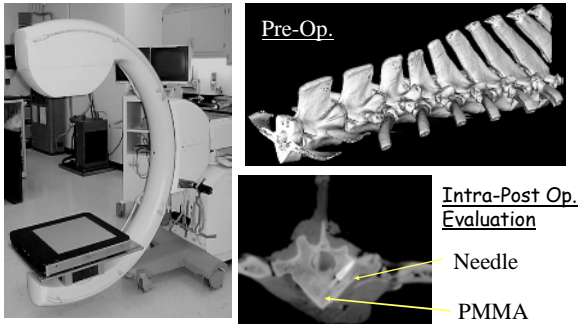 Pre-Op.
Intra-Post Op.
Evaluation
Needle
PMMA